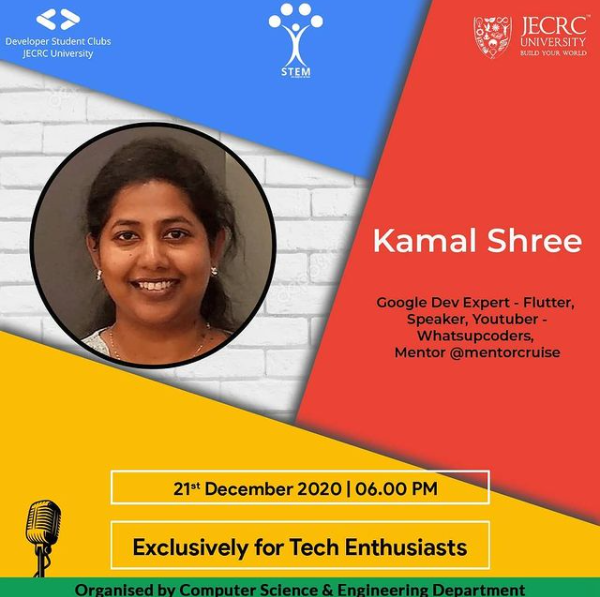 Developer Student Clubs
JECRC University
STEM
JECRC
UNIVERSITY
BUILD YOUR WORLD
Kamal Shree
Google Dev Expert - Flutter,
Speaker, Youtuber -
Whatsupcoders,
Mentor @mentorcruise
21st December 2020 | 06.00 PM
Exclusively for Tech Enthusiasts
Organised by Computer Science & Engineering Department